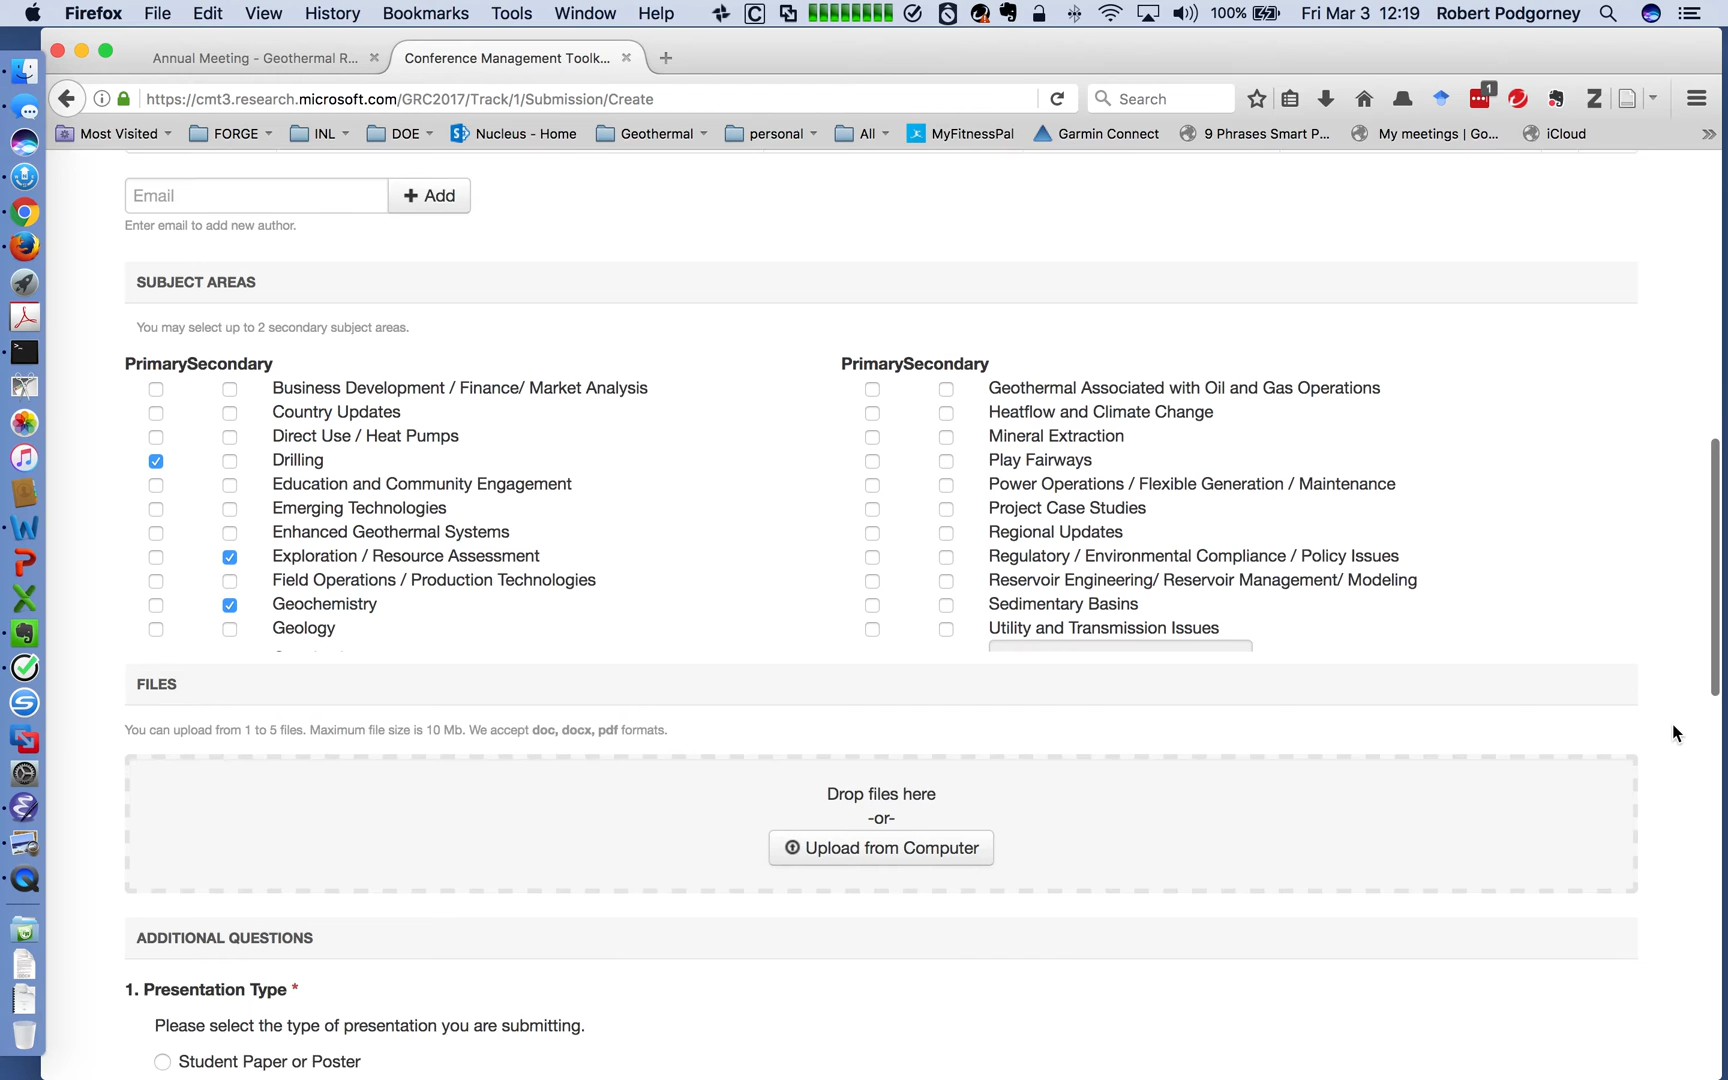 Firefox File Edit View History Bookmarks Tools Window Help 100% Fri Mar 3 12:19 Robert Podgorney
Annual Meeting - Geothermal R... Conference Management Toolk...
https://cmt3.research.microsoft.com/GRC2017/Track/1/Submission/Create Search 1
Most Visited FORGE INL DOE Nucleus - Home Geothermal personal All MyFitnessPal Garmin Connect 9 Phrases Smart P... My meetings | Go... iCloud
Email + Add
Enter email to add new author.
SUBJECT AREAS
You may select up to 2 secondary subject areas.
PrimarySecondary
Business Development / Finance/ Market Analysis
Country Updates
Direct Use / Heat Pumps
Drilling
Education and Community Engagement
Emerging Technologies
Enhanced Geothermal Systems
Exploration / Resource Assessment
Field Operations / Production Technologies
Geochemistry
Geology
PrimarySecondary
Geothermal Associated with Oil and Gas Operations
Heatflow and Climate Change
Mineral Extraction
Play Fairways
Power Operations / Flexible Generation / Maintenance
Project Case Studies
Regional Updates
Regulatory / Environmental Compliance / Policy Issues
Reservoir Engineering/ Reservoir Management/ Modeling
Sedimentary Basins
Utility and Transmission Issues
FILES
You can upload from 1 to 5 files. Maximum file size is 10 Mb. We accept doc, docx, pdf formats.
Drop files here
-or-
Upload from Computer
ADDITIONAL QUESTIONS
1. Presentation Type *
Please select the type of presentation you are submitting.
Student Paper or Poster